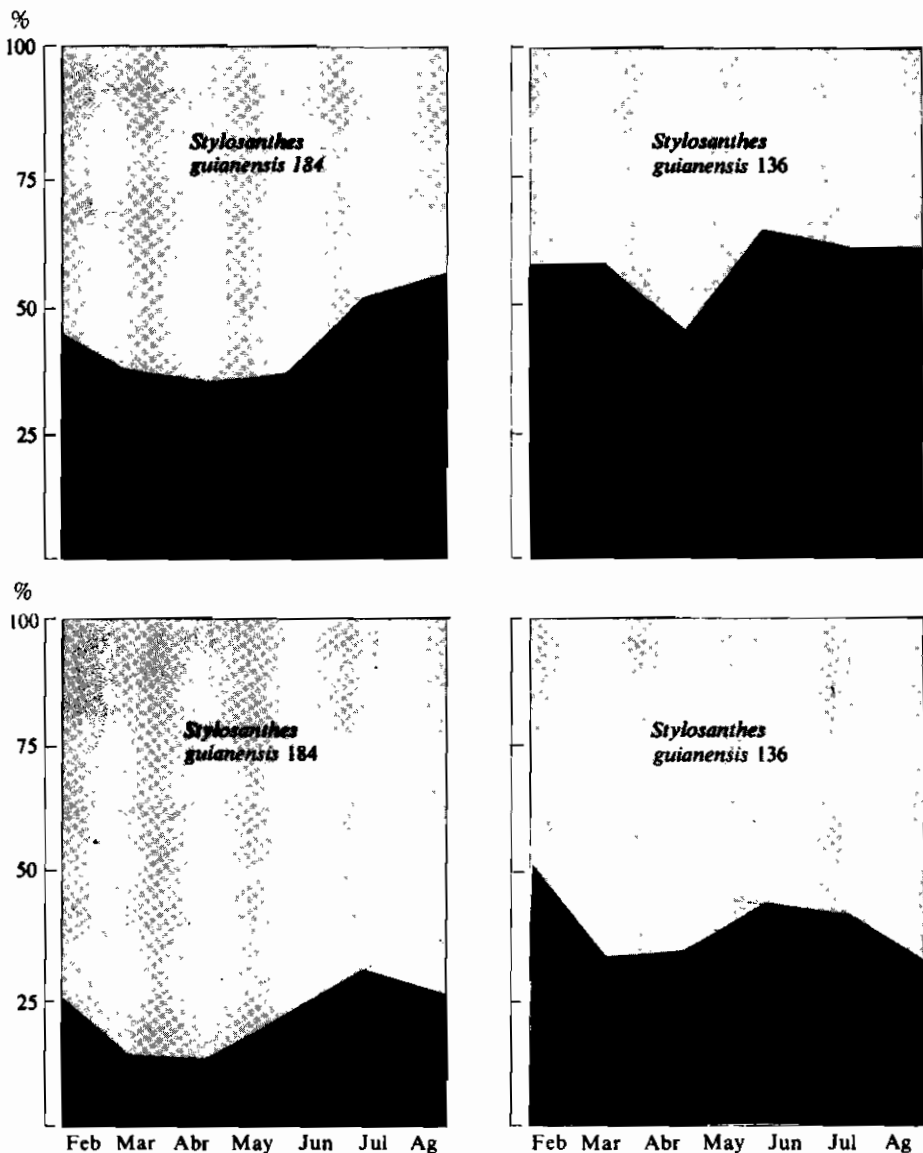 %
100
75
50
25
Stylosanthes
guianensis 184
Stylosanthes
guianensis 136
%
100
75
50
25
Stylosanthes
guianensis 184
Stylosanthes
guianensis 136
Feb Mar Abr May Jun Jul Ag
Feb Mar Abr May Jun Jul Ag